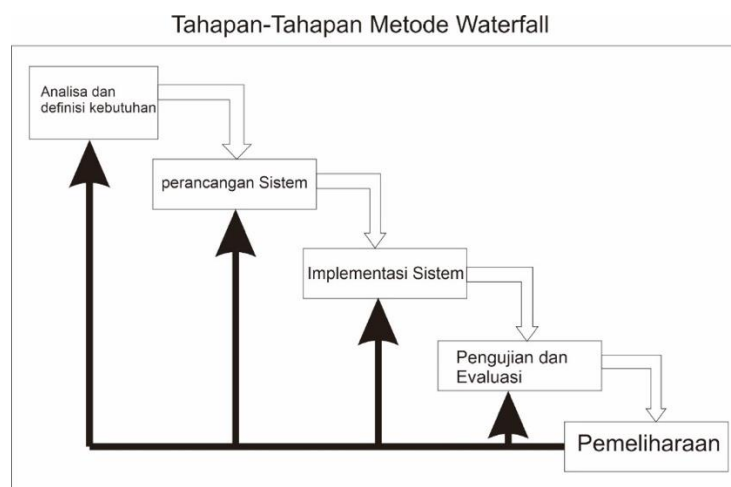 Tahapan-Tahapan Metode Waterfall
Analisa dan
definisi kebutuhan
perancangan Sistem
Implementasi Sistem
Pengujian dan
Evaluasi
Pemeliharaan